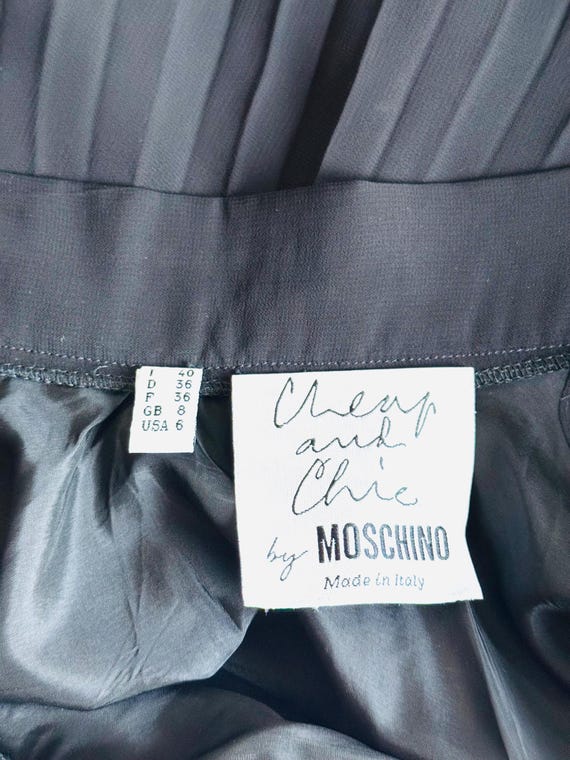 I 40
D 36
F 36
GB 8
USA 6
Cheap
and
Chic
by MOSCHINO
Made in Italy